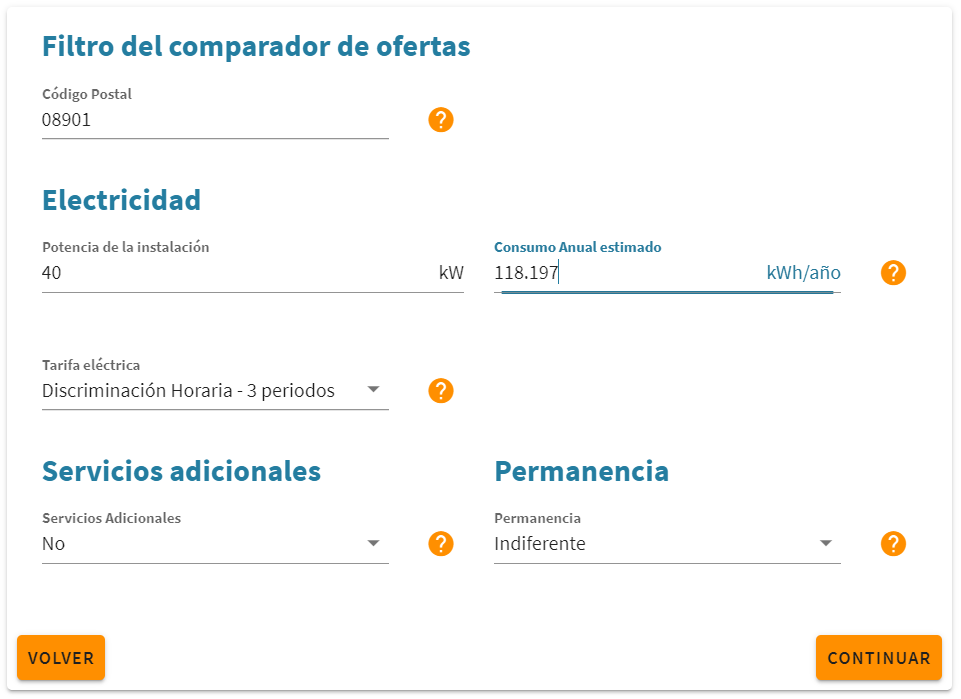 Filtro del comparador de ofertas
Código Postal
08901
?
Electricidad
Potencia de la instalación
40 kW
Consumo Anual estimado
118.197 kWh/año
?
Tarifa eléctrica
Discriminación Horaria - 3 periodos
?
Servicios adicionales
Servicios Adicionales
No
?
Permanencia
Permanencia
Indiferente
?
VOLVER
CONTINUAR